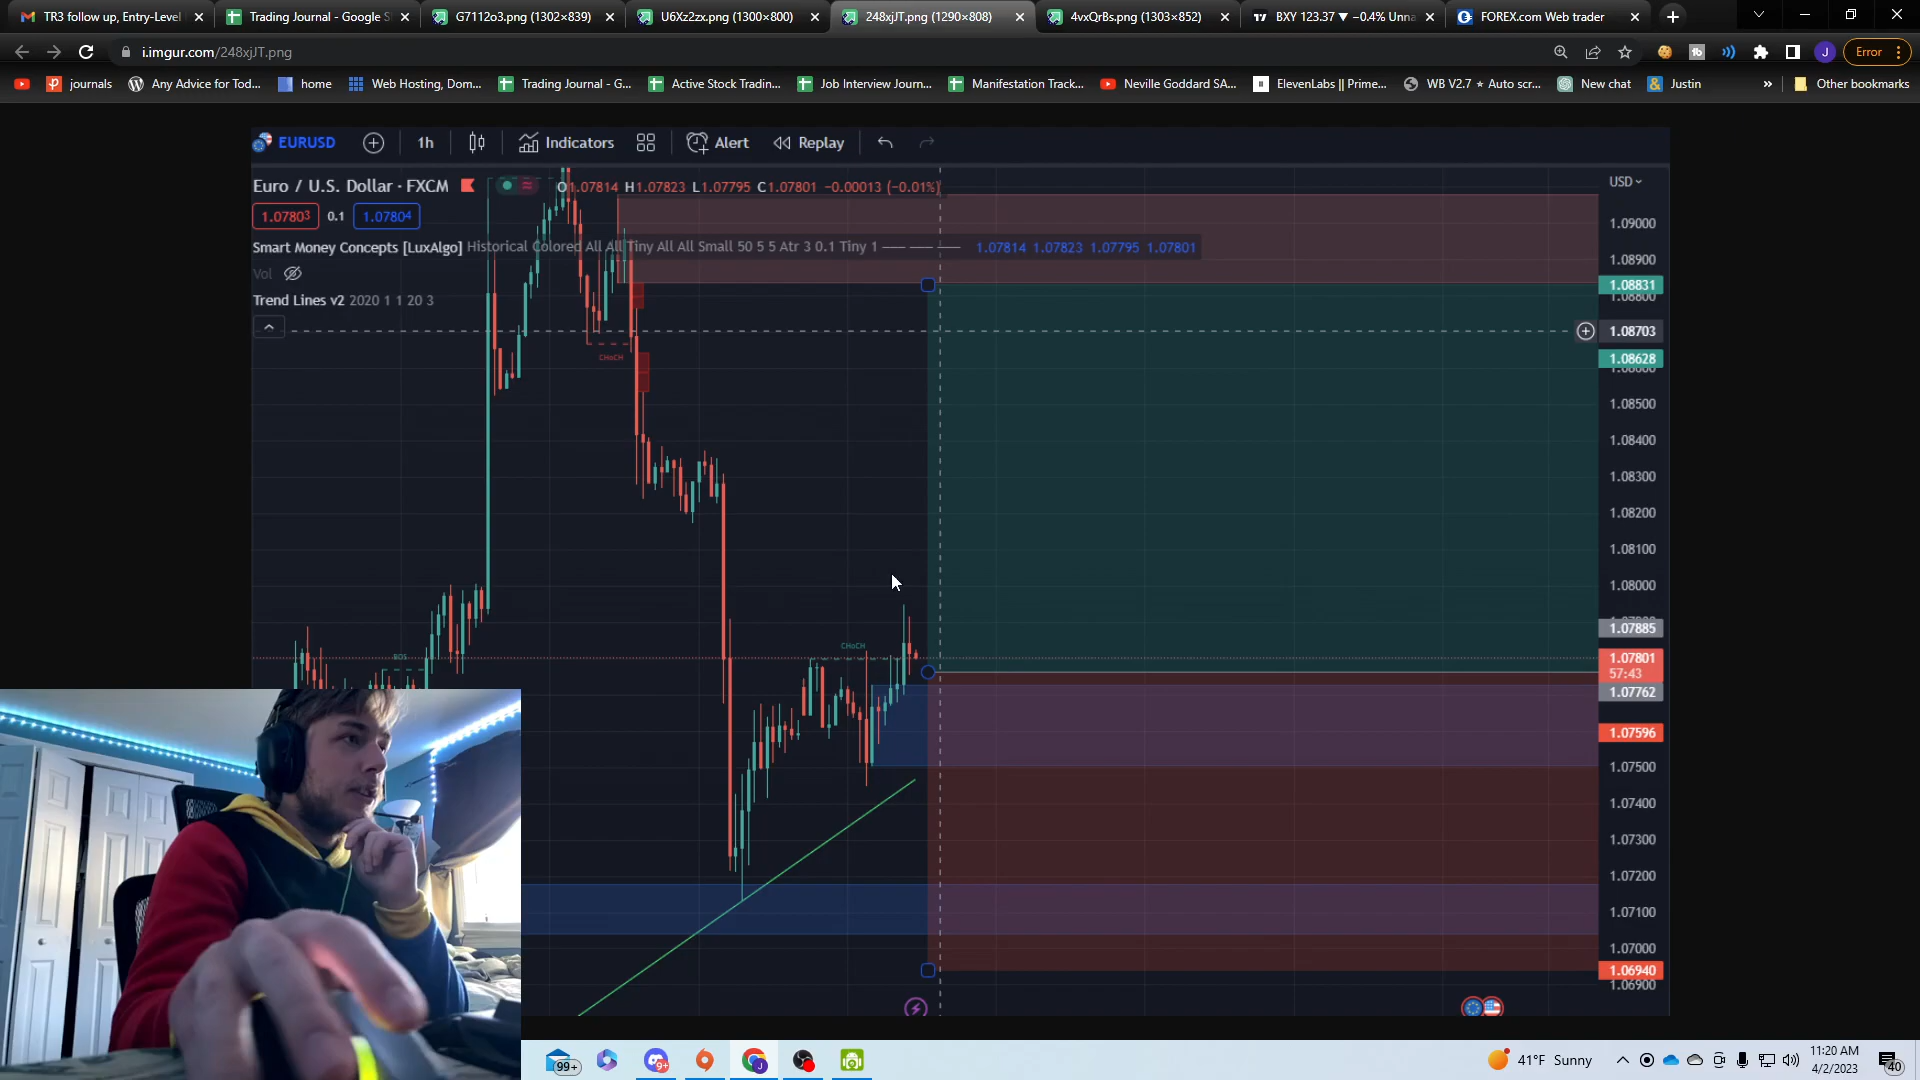 TR3 follow up, Entry-Level
Trading Journal - Google S
G7112o3.png (1302×839)
U6Xz2zx.png (1300×800)
248xjJT.png (1290×808)
4vxQrBs.png (1303×852)
BXY 123.37 ▼ −0.4% Unna
FOREX.com Web trader
i.imgur.com/248xjJT.png
J
Error
journals
Any Advice for Tod...
home
Web Hosting, Dom...
Trading Journal - G...
Active Stock Tradin...
Job Interview Journ...
Manifestation Track...
Neville Goddard SA...
ElevenLabs || Prime...
WB V2.7 ★ Auto scr...
New chat
Justin
»
Other bookmarks
EURUSD
1h
Indicators
Alert
Replay
Euro / U.S. Dollar · FXCM
O1.07814 H1.07823 L1.07795 C1.07801 −0.00013 (−0.01%)
USD
1.07803 0.1 1.07804
1.09000
Smart Money Concepts [LuxAlgo] Historical Colored All All Tiny All All Small 50 5 5 Atr 3 0.1 Tiny 1 1.07814 1.07823 1.07795 1.07801
1.08900
Vol
1.08831
1.08800
Trend Lines v2 2020 1 1 20 3
1.08703
CHoCH
1.08628
1.08600
1.08500
1.08400
1.08300
1.08200
1.08100
1.08000
1.07885
CHoCH
BOS
1.07801
57:43
1.07762
1.07596
1.07500
1.07400
1.07300
1.07200
1.07100
1.07000
1.06940
1.06900
99+
9+
41°F Sunny
11:20 AM
4/2/2023
40